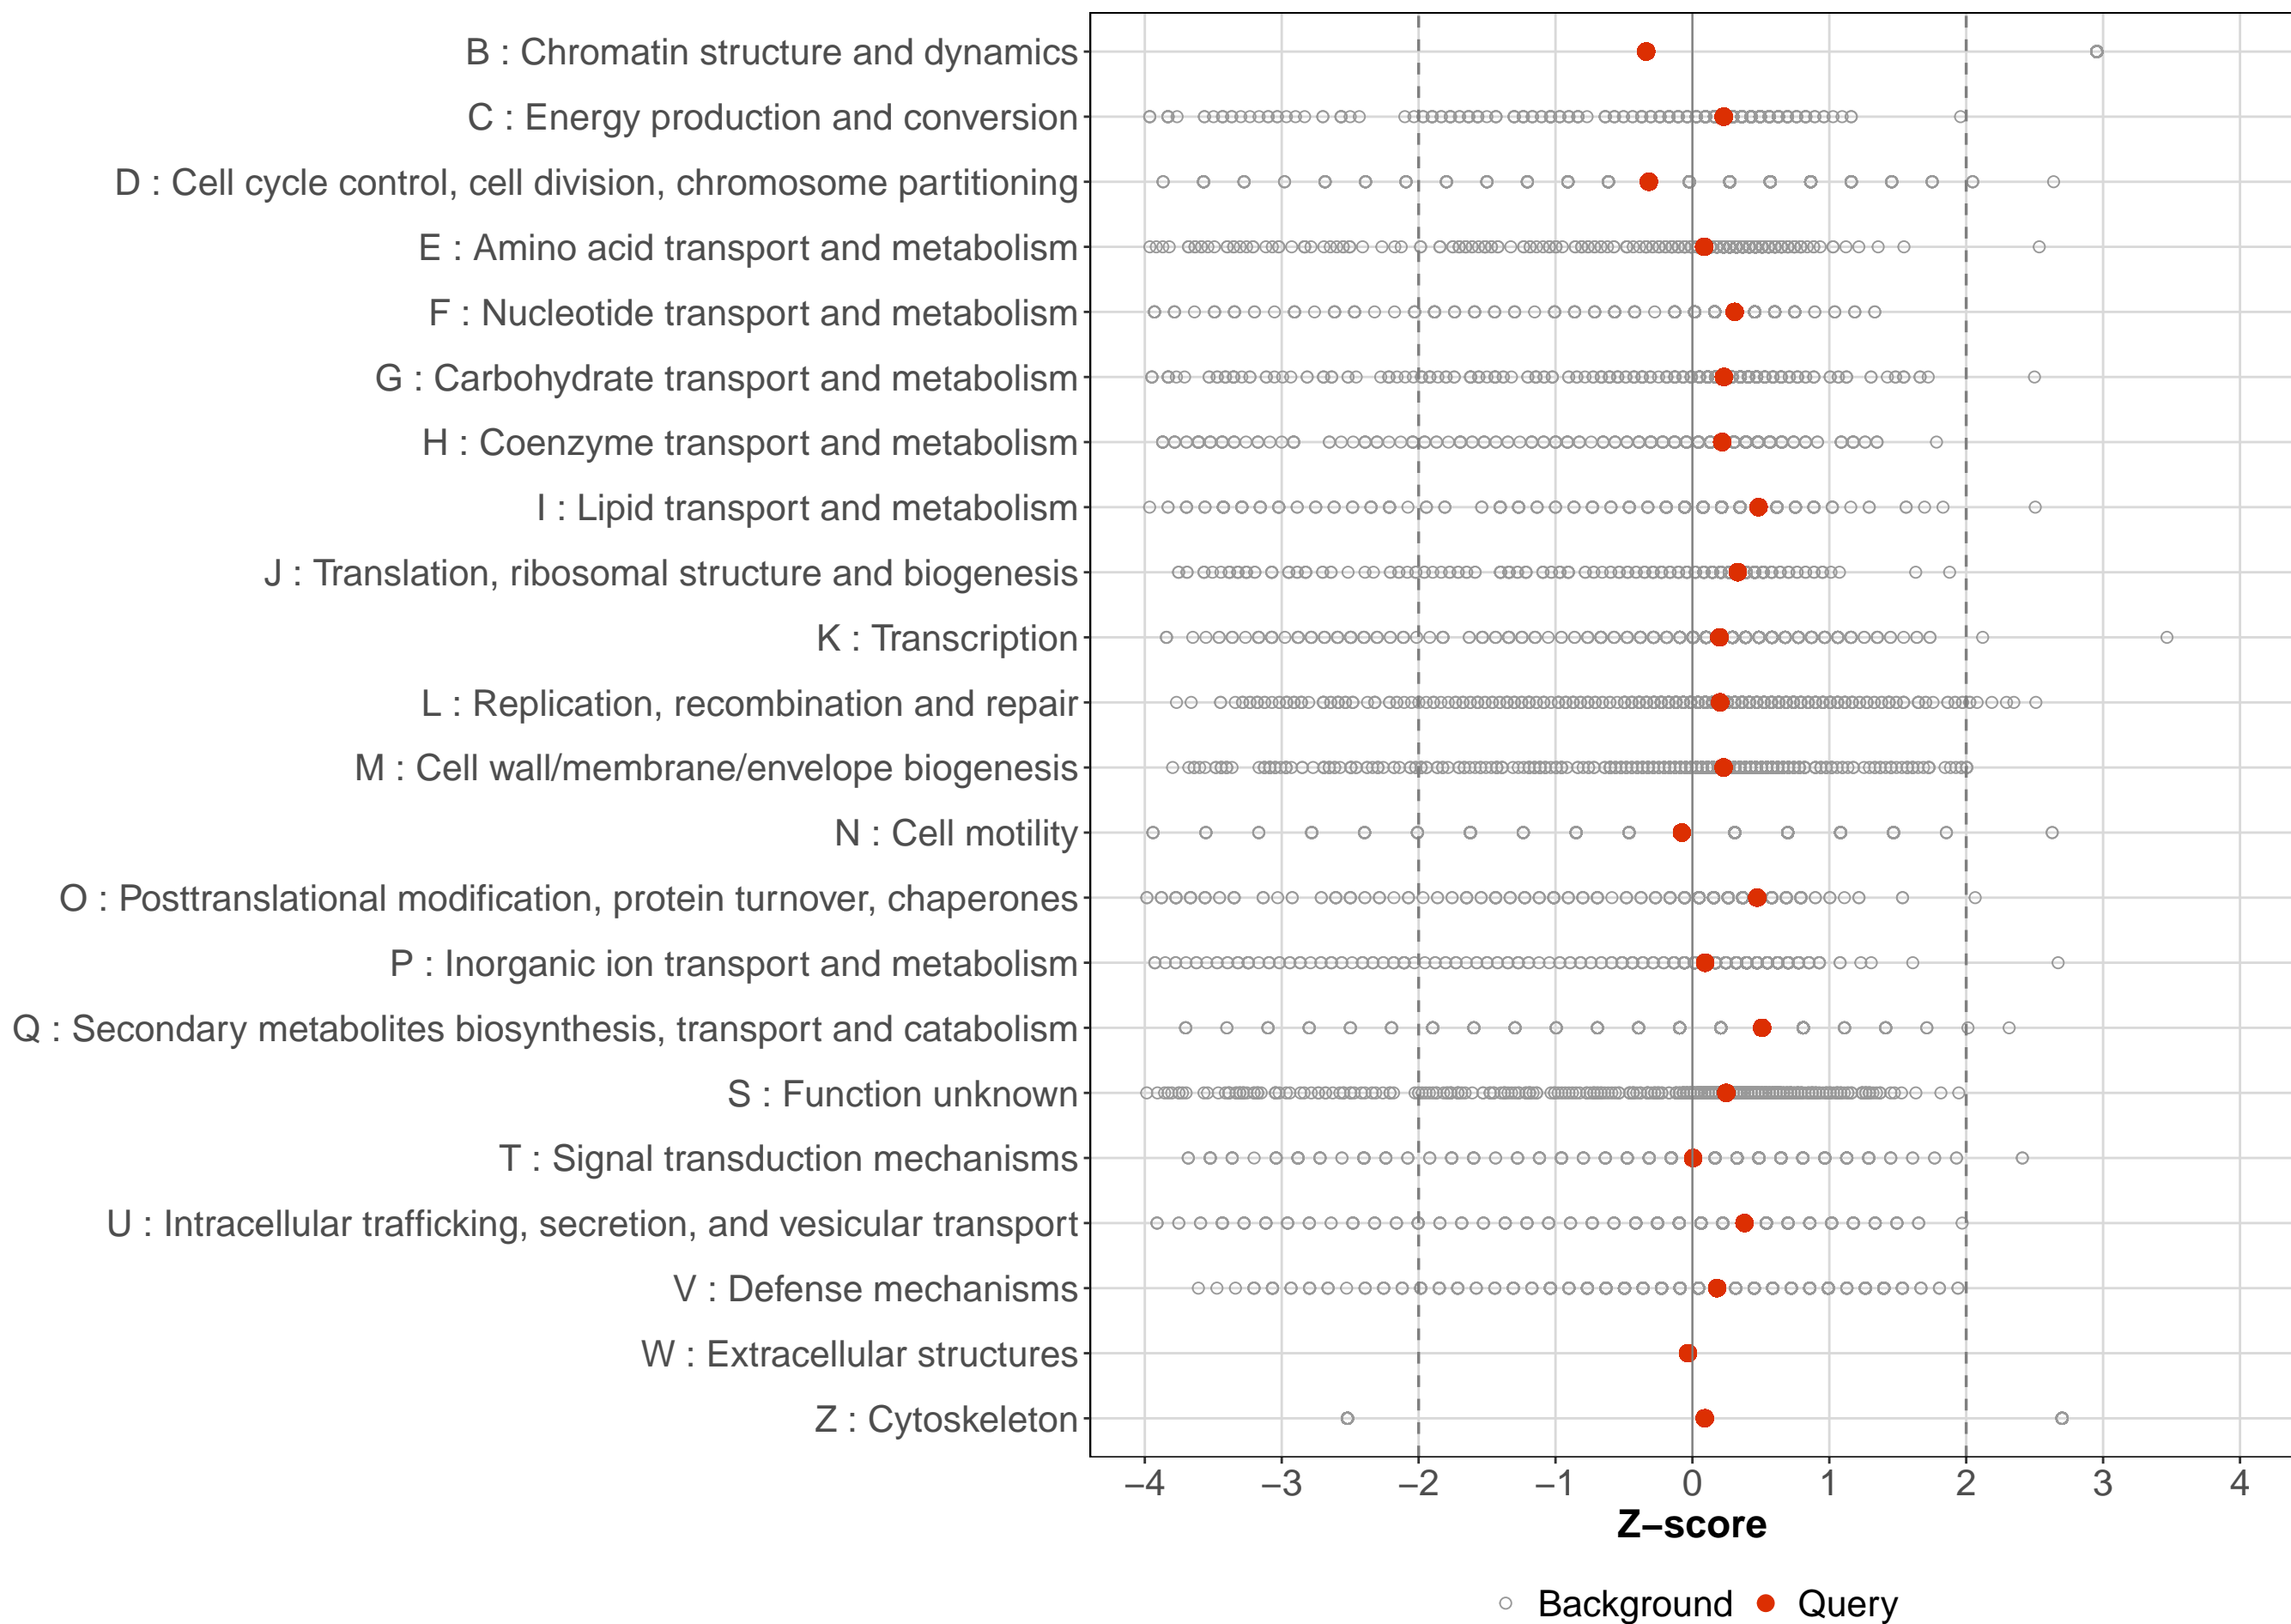 B : Chromatin structure and dynamics
C : Energy production and conversion
D : Cell cycle control, cell division, chromosome partitioning
E : Amino acid transport and metabolism
F : Nucleotide transport and metabolism
G : Carbohydrate transport and metabolism
H : Coenzyme transport and metabolism
I : Lipid transport and metabolism
J : Translation, ribosomal structure and biogenesis
K : Transcription
L : Replication, recombination and repair
M : Cell wall/membrane/envelope biogenesis
N : Cell motility
O : Posttranslational modification, protein turnover, chaperones
P : Inorganic ion transport and metabolism
Q : Secondary metabolites biosynthesis, transport and catabolism
S : Function unknown
T : Signal transduction mechanisms
U : Intracellular trafficking, secretion, and vesicular transport
V : Defense mechanisms
W : Extracellular structures
Z : Cytoskeleton
−4 −3 −2 −1 0 1 2 3 4
Z−score
Background Query